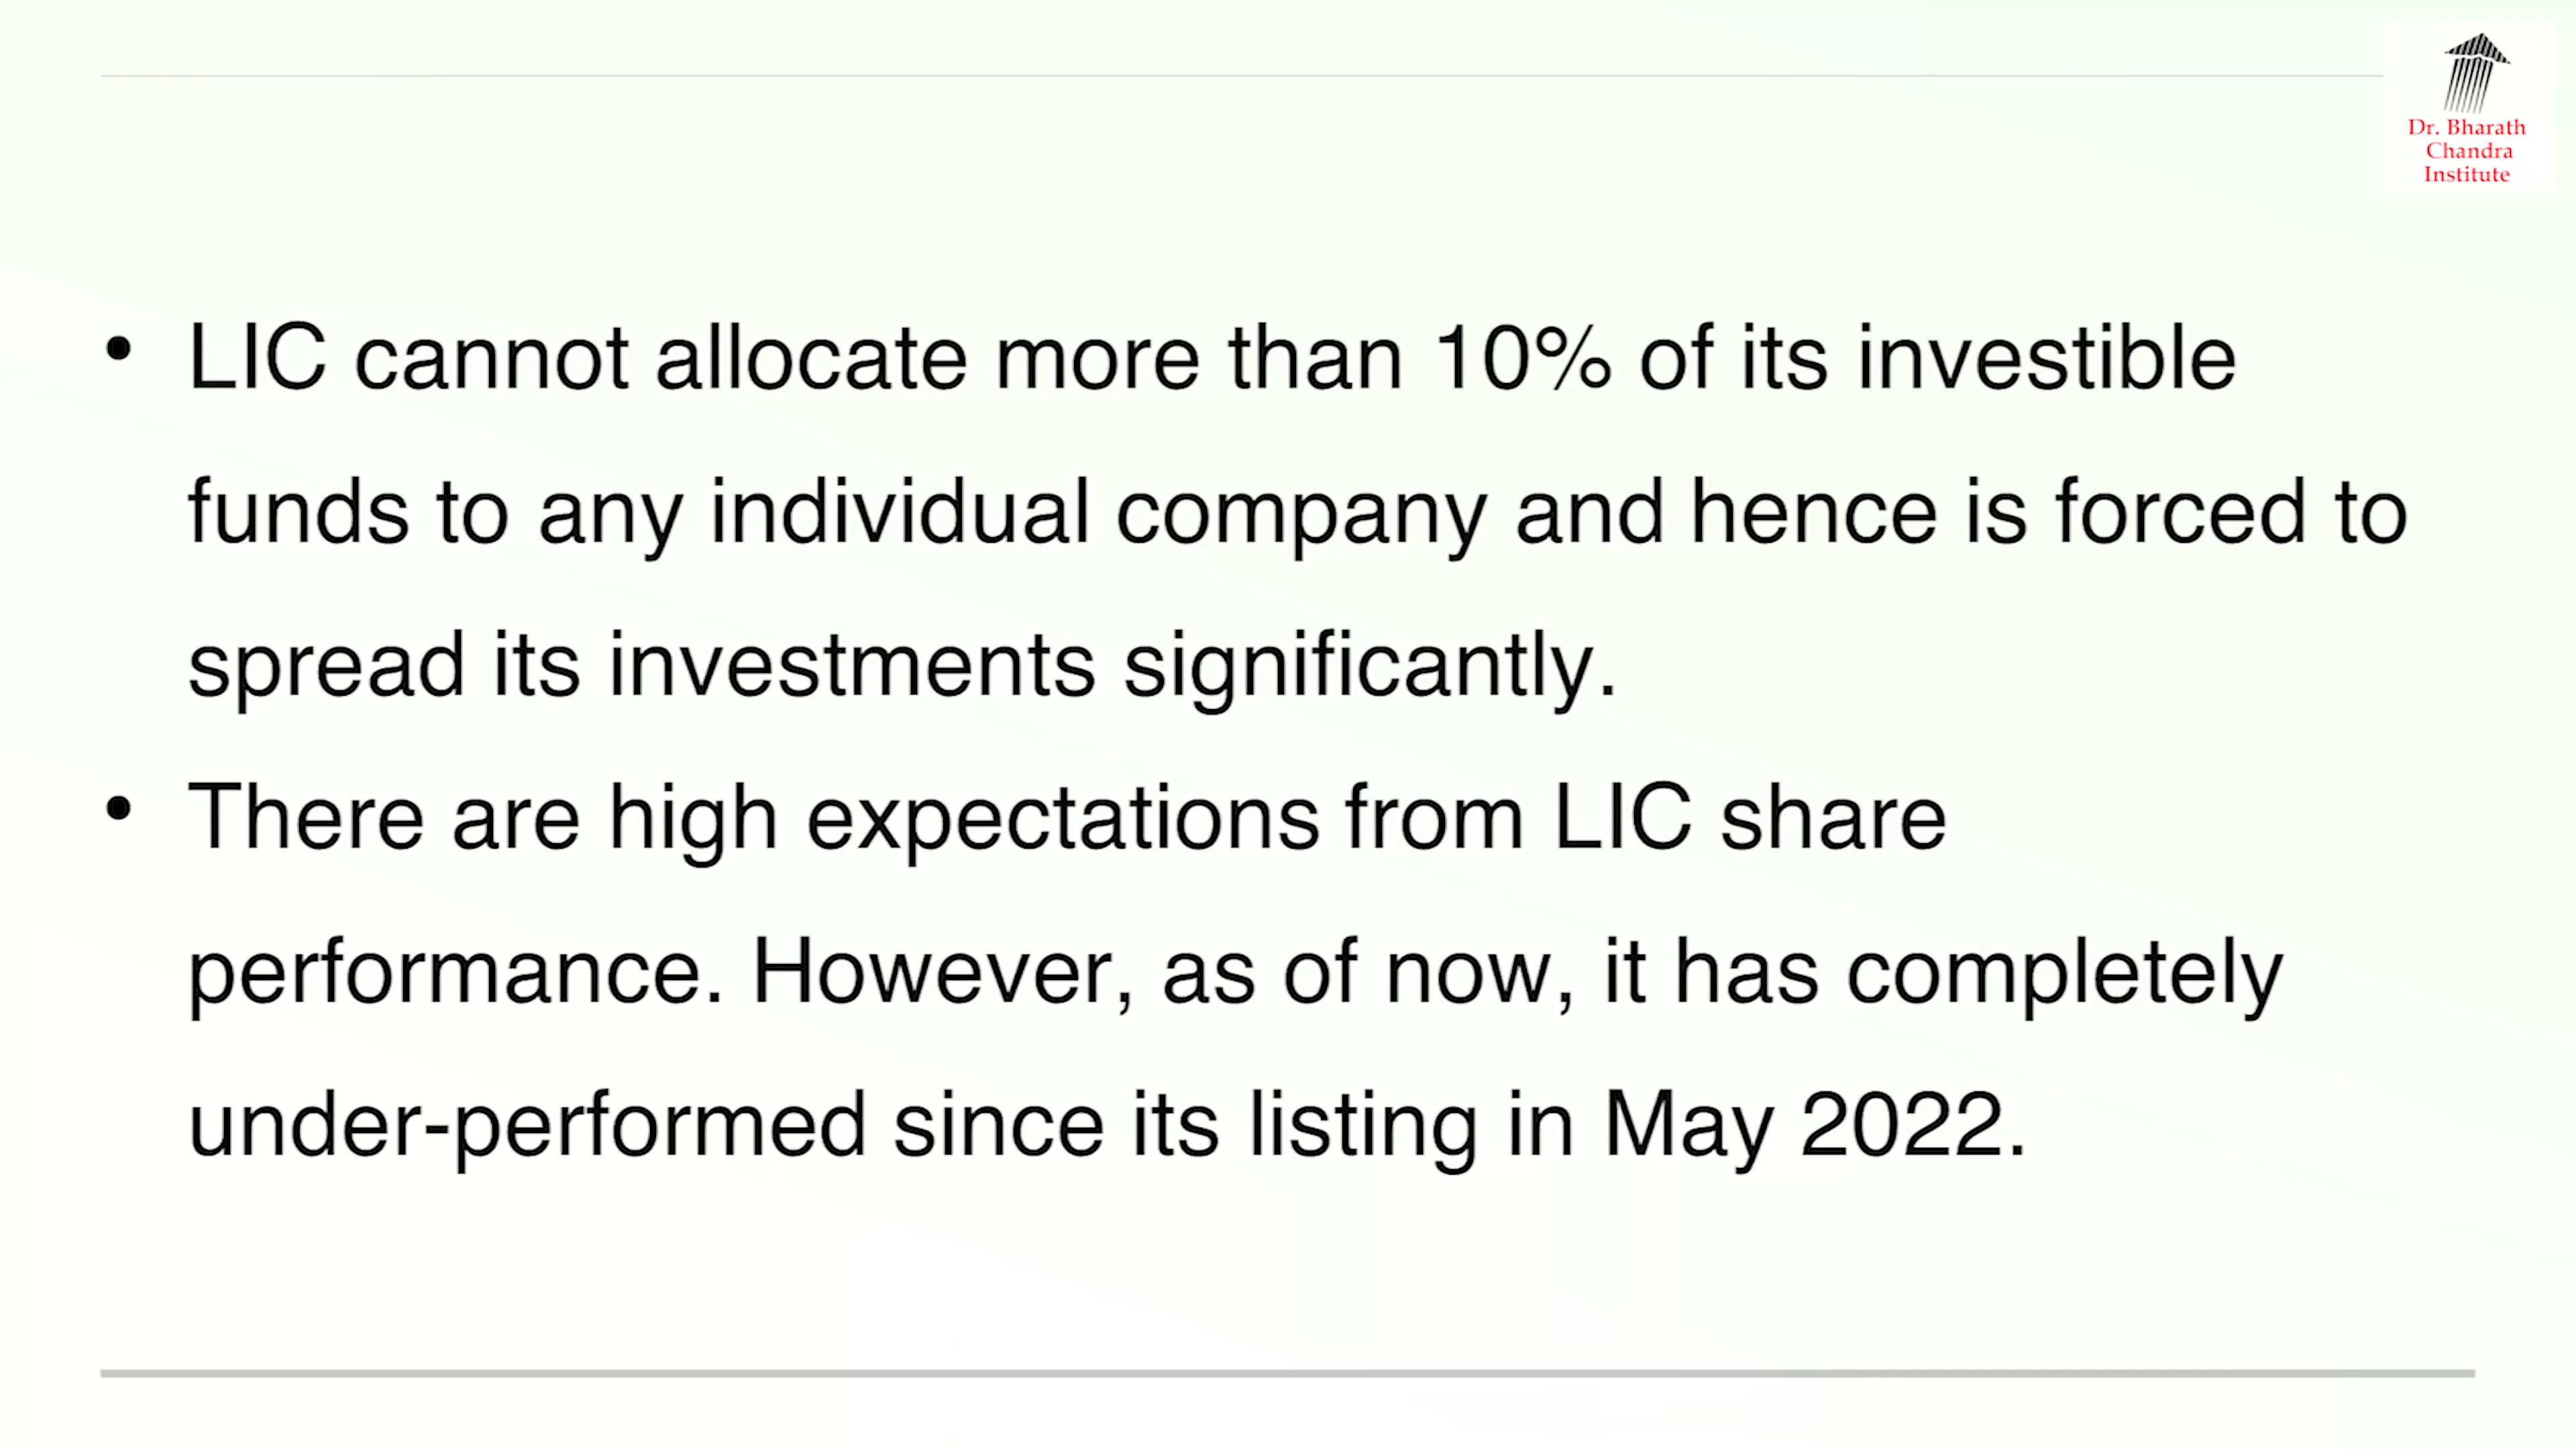 Dr. Bharath
Chandra
Institute
• LIC cannot allocate more than 10% of its investible
funds to any individual company and hence is forced to
spread its investments significantly.
• There are high expectations from LIC share
performance. However, as of now, it has completely
under-performed since its listing in May 2022.